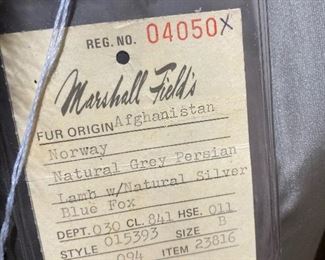 REG. NO. 04050X
Marshall Field's
FUR ORIGIN Afghanistan
Norway
Natural Grey Persian
Lamb w/Natural Silver
Blue Fox
DEPT. 030 CL. 841 HSE. 011
STYLE 015393 SIZE B
094 ITEM 23816